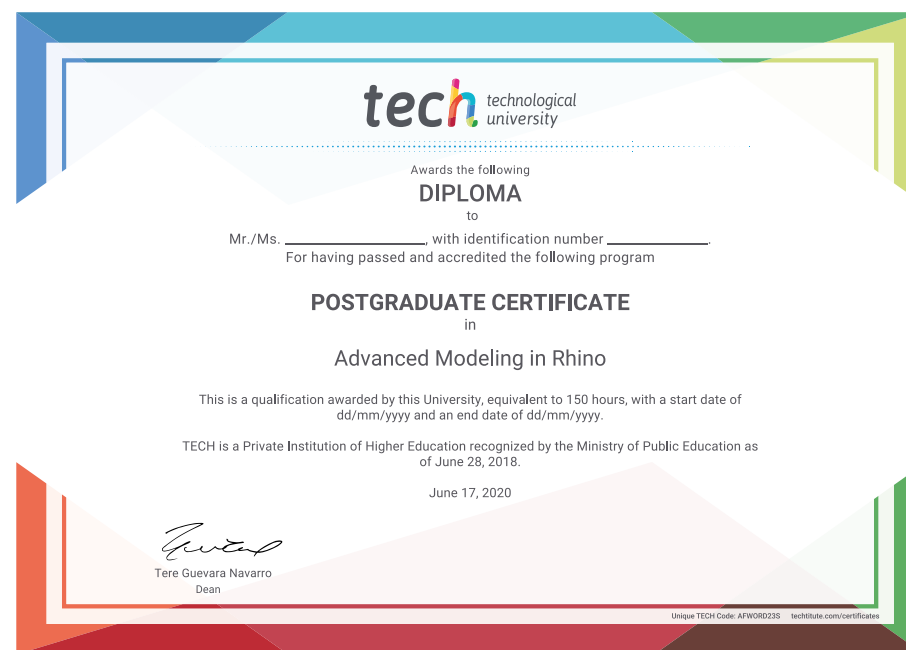 tech technological
university
Awards the following
DIPLOMA
to
Mr./Ms. ______________, with identification number __________.
For having passed and accredited the following program
POSTGRADUATE CERTIFICATE
in
Advanced Modeling in Rhino
This is a qualification awarded by this University, equivalent to 150 hours, with a start date of
dd/mm/yyyy and an end date of dd/mm/yyyy.
TECH is a Private Institution of Higher Education recognized by the Ministry of Public Education as
of June 28, 2018.
June 17, 2020
Tere Guevara Navarro
Dean
Unique TECH Code: AFWORD23S techtitute.com/certificates